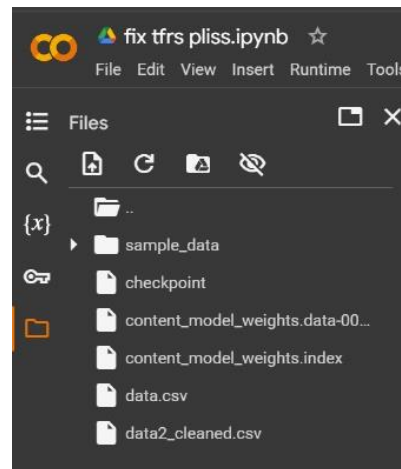 fix tfrs pliss.ipynb
File Edit View Insert Runtime Tools
Files
..
{x}
sample_data
checkpoint
content_model_weights.data-00...
content_model_weights.index
data.csv
data2_cleaned.csv